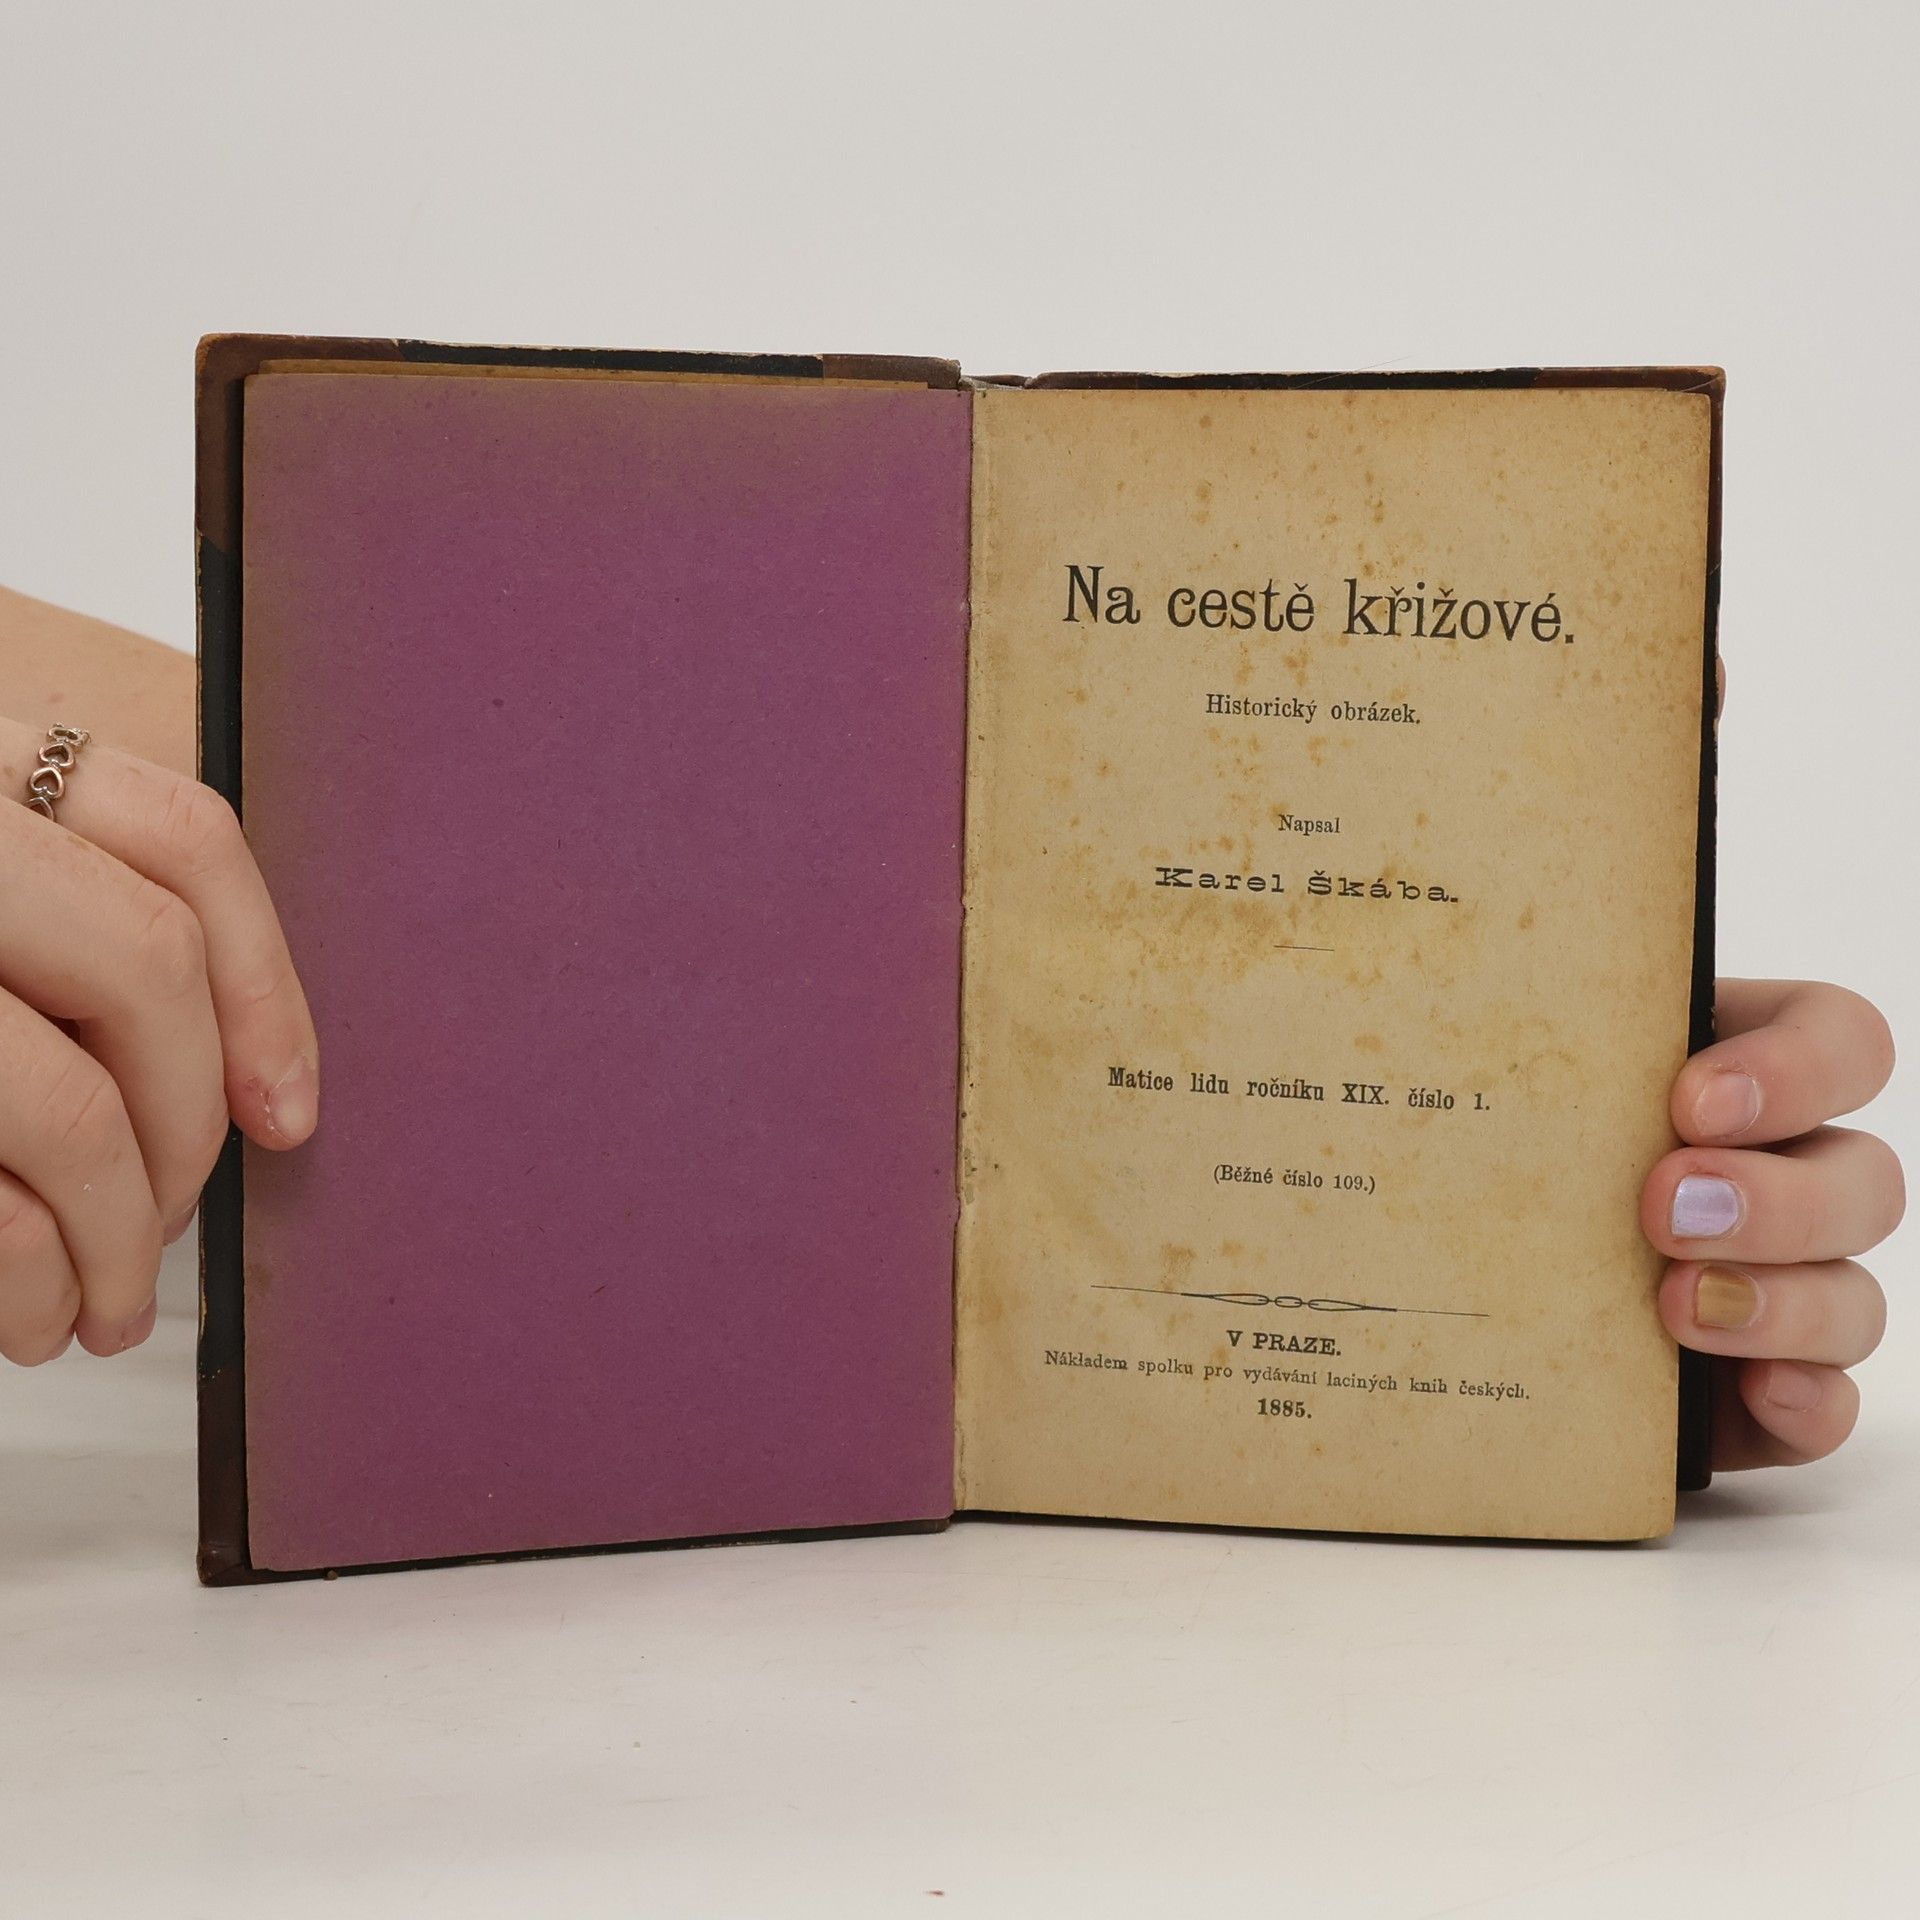 Na cestě křižové.
Historický obrázek.
Napsal
Karel Škába.
Matice lidu ročníku XIX. číslo 1.
(Běžné číslo 109.)
V PRAZE.
Nákladem spolku pro vydávání laciných knih českých.
1885.